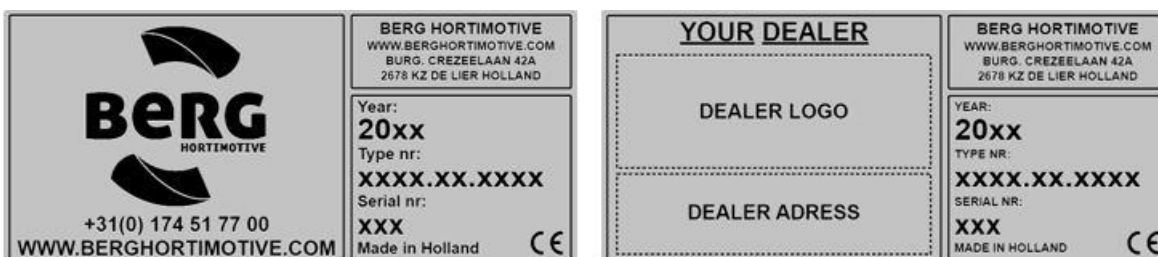 BERG
HORTIMOTIVE
+31(0) 174 51 77 00
WWW.BERGHORTIMOTIVE.COM
BERG HORTIMOTIVE
WWW.BERGHORTIMOTIVE.COM
BURG. CREZEELAAN 42A
2678 KZ DE LIER HOLLAND
Year:
20xx
Type nr:
xxxx.xx.xxxx
Serial nr:
xxx
Made in Holland CE
YOUR DEALER
DEALER LOGO
DEALER ADRESS
BERG HORTIMOTIVE
WWW.BERGHORTIMOTIVE.COM
BURG. CREZEELAAN 42A
2678 KZ DE LIER HOLLAND
YEAR:
20xx
TYPE NR:
xxxx.xx.xxxx
SERIAL NR:
xxx
MADE IN HOLLAND CE